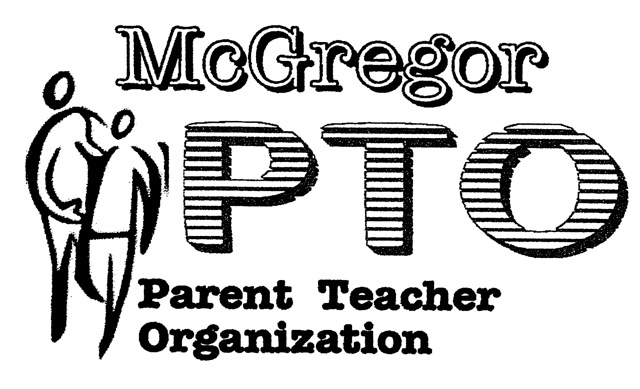 McGregor
PTO
Parent Teacher
Organization